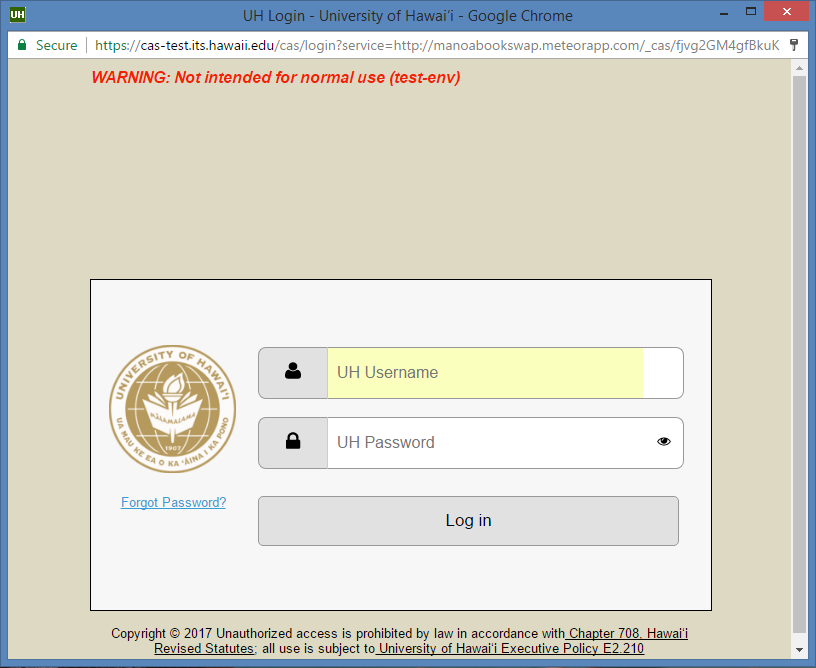 UH
UH Login - University of Hawaiʻi - Google Chrome
Secure
https://cas-test.its.hawaii.edu/cas/login?service=http://manoabookswap.meteorapp.com/_cas/fjvg2GM4gfBkuK
WARNING: Not intended for normal use (test-env)
UNIVERSITY OF HAWAIʻI
1907
UA MAU KE EA O KA ʻĀINA I KA PONO
UH Username
UH Password
Forgot Password?
Log in
Copyright © 2017 Unauthorized access is prohibited by law in accordance with Chapter 708, Hawaiʻi
Revised Statutes; all use is subject to University of Hawaiʻi Executive Policy E2.210